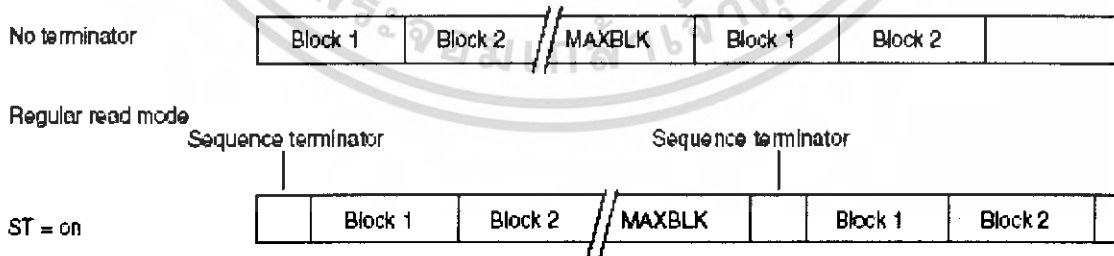 No terminator
Block 1 Block 2 MAXBLK Block 1 Block 2
Regular read mode
Sequence terminator Sequence terminator
ST = on
Block 1 Block 2 MAXBLK Block 1 Block 2